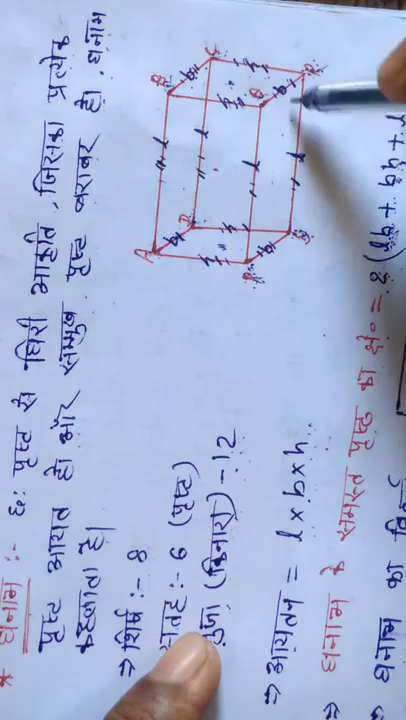 * घनाभ :- छः पृष्ट से घिरी आकृति, जिसका प्रत्येक
पृष्ट आयत हो और सम्मुख पृष्ट बराबर हो, घनाभ
कहलाता है।
⇒ शिर्ष :- 8
सतह :- 6 (पृष्ट)
भुजा (किनारा) - 12
⇒ आयतन = l x b x h
⇒ घनाभ के समस्त पृष्ट का क्षे० = 2 (lb + bh +
⇒ घनाभ का
A
B
C
D
l
l
l
l
b
b
b
b
h
h
h
h